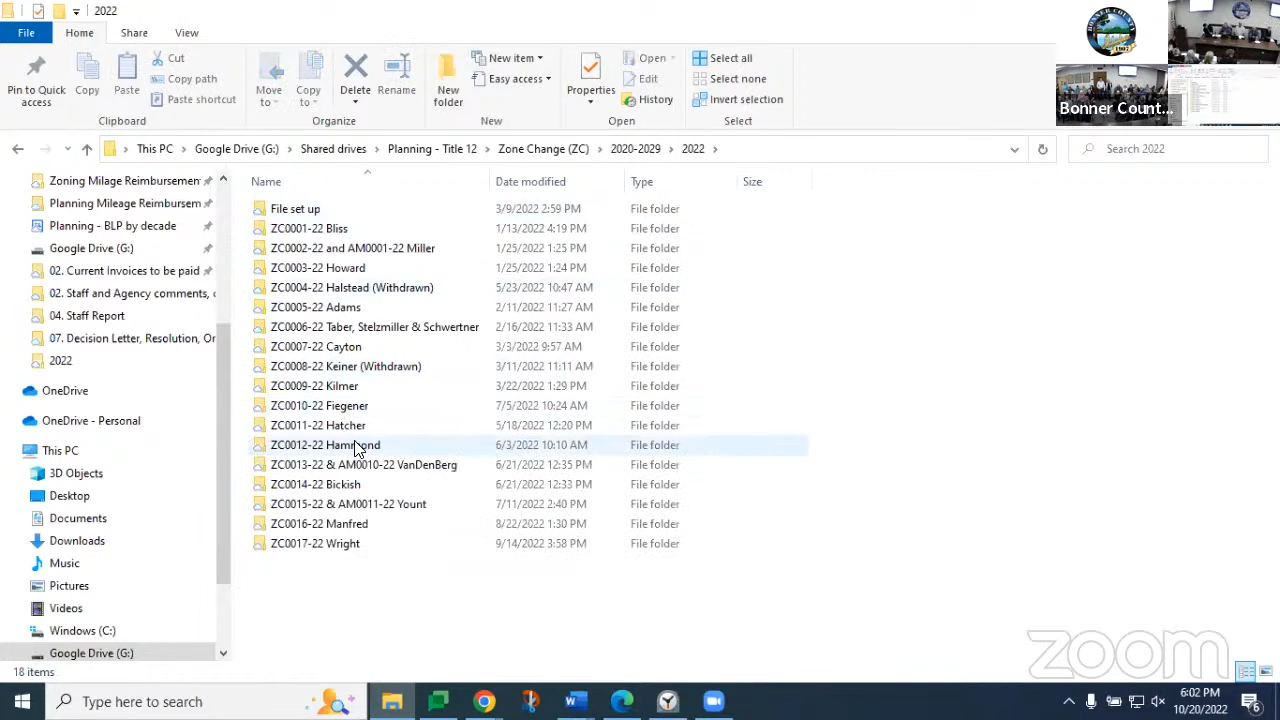 2022
File Home Share View
Pin to Quick access
Copy
Paste
Cut
Copy path
Paste shortcut
Clipboard
Move to
Copy to
Delete
Rename
New folder
New item
Easy access
New
Properties
Open
Edit
History
Open
Select all
Select none
Invert selection
Select
BONNER COUNTY
1907
Bonner Count...
This PC > Google Drive (G:) > Shared drives > Planning - Title 12 > Zone Change (ZC) > 2020-2029 > 2022 >
Search 2022
Zoning Milage Reimbursemen
Planning Mileage Reimbursem
Planning - BLP by decade
Google Drive (G:)
02. Current Invoices to be paid
02. Staff and Agency comments, c
04. Staff Report
07. Decision Letter, Resolution, Or
2022
OneDrive
OneDrive - Personal
This PC
3D Objects
Desktop
Documents
Downloads
Music
Pictures
Videos
Windows (C:)
Google Drive (G:)
Name Date modified Type Size
File set up 3/9/2022 2:59 PM File folder
ZC0001-22 Bliss 1/13/2022 4:19 PM File folder
ZC0002-22 and AM0001-22 Miller 1/25/2022 1:25 PM File folder
ZC0003-22 Howard 1/25/2022 1:24 PM File folder
ZC0004-22 Halstead (Withdrawn) 5/23/2022 10:47 AM File folder
ZC0005-22 Adams 2/11/2022 11:27 AM File folder
ZC0006-22 Taber, Stelzmiller & Schwertner 2/16/2022 11:33 AM File folder
ZC0007-22 Cayton 3/3/2022 9:57 AM File folder
ZC0008-22 Keiner (Withdrawn) 3/11/2022 11:11 AM File folder
ZC0009-22 Kilmer 3/22/2022 1:29 PM File folder
ZC0010-22 Fiegener 7/5/2022 10:24 AM File folder
ZC0011-22 Hatcher 5/18/2022 12:20 PM File folder
ZC0012-22 Hammond 6/3/2022 10:10 AM File folder
ZC0013-22 & AM0010-22 VanDenBerg 6/21/2022 12:35 PM File folder
ZC0014-22 Bickish 6/21/2022 12:33 PM File folder
ZC0015-22 & AM0011-22 Yount 7/11/2022 2:40 PM File folder
ZC0016-22 Manfred 8/22/2022 1:30 PM File folder
ZC0017-22 Wright 9/14/2022 3:58 PM File folder
18 items
zoom
Type here to search
6:02 PM
10/20/2022
6